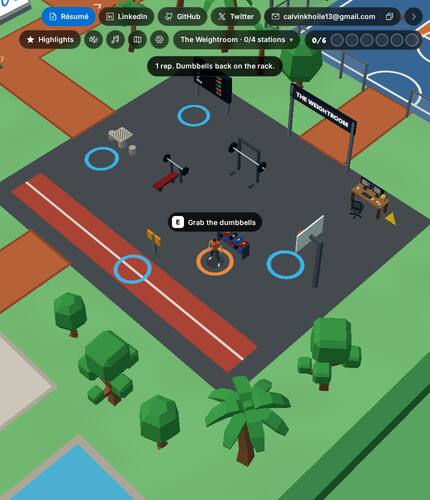 Résumé
LinkedIn
GitHub
Twitter
calvinkhoile13@gmail.com
Highlights
The Weightroom · 0/4 stations
0/6
1 rep. Dumbbells back on the rack.
THE WEIGHTROOM
E Grab the dumbbells